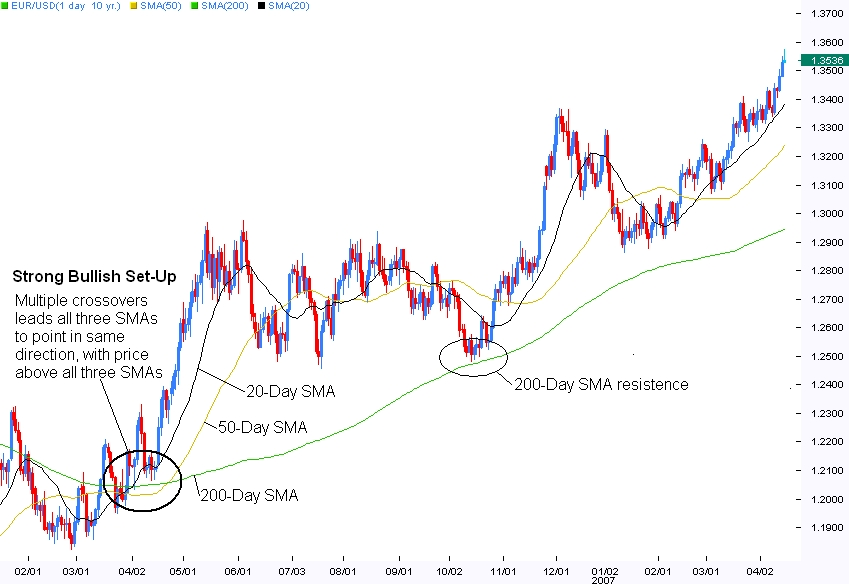 EUR/USD(1 day 10 yr.) SMA(50) SMA(200) SMA(20)
1.3700
1.3600
1.3536
1.3500
1.3400
1.3300
1.3200
1.3100
1.3000
1.2900
1.2800
1.2700
1.2600
1.2500
1.2400
1.2300
1.2200
1.2100
1.2000
1.1900
Strong Bullish Set-Up
Multiple crossovers
leads all three SMAs
to point in same
direction, with price
above all three SMAs
20-Day SMA
50-Day SMA
200-Day SMA
200-Day SMA resistence
02/01 03/01 04/02 05/01 06/01 07/03 08/01 09/01 10/02 11/01 12/01 01/02 02/01 03/01 04/02
2007